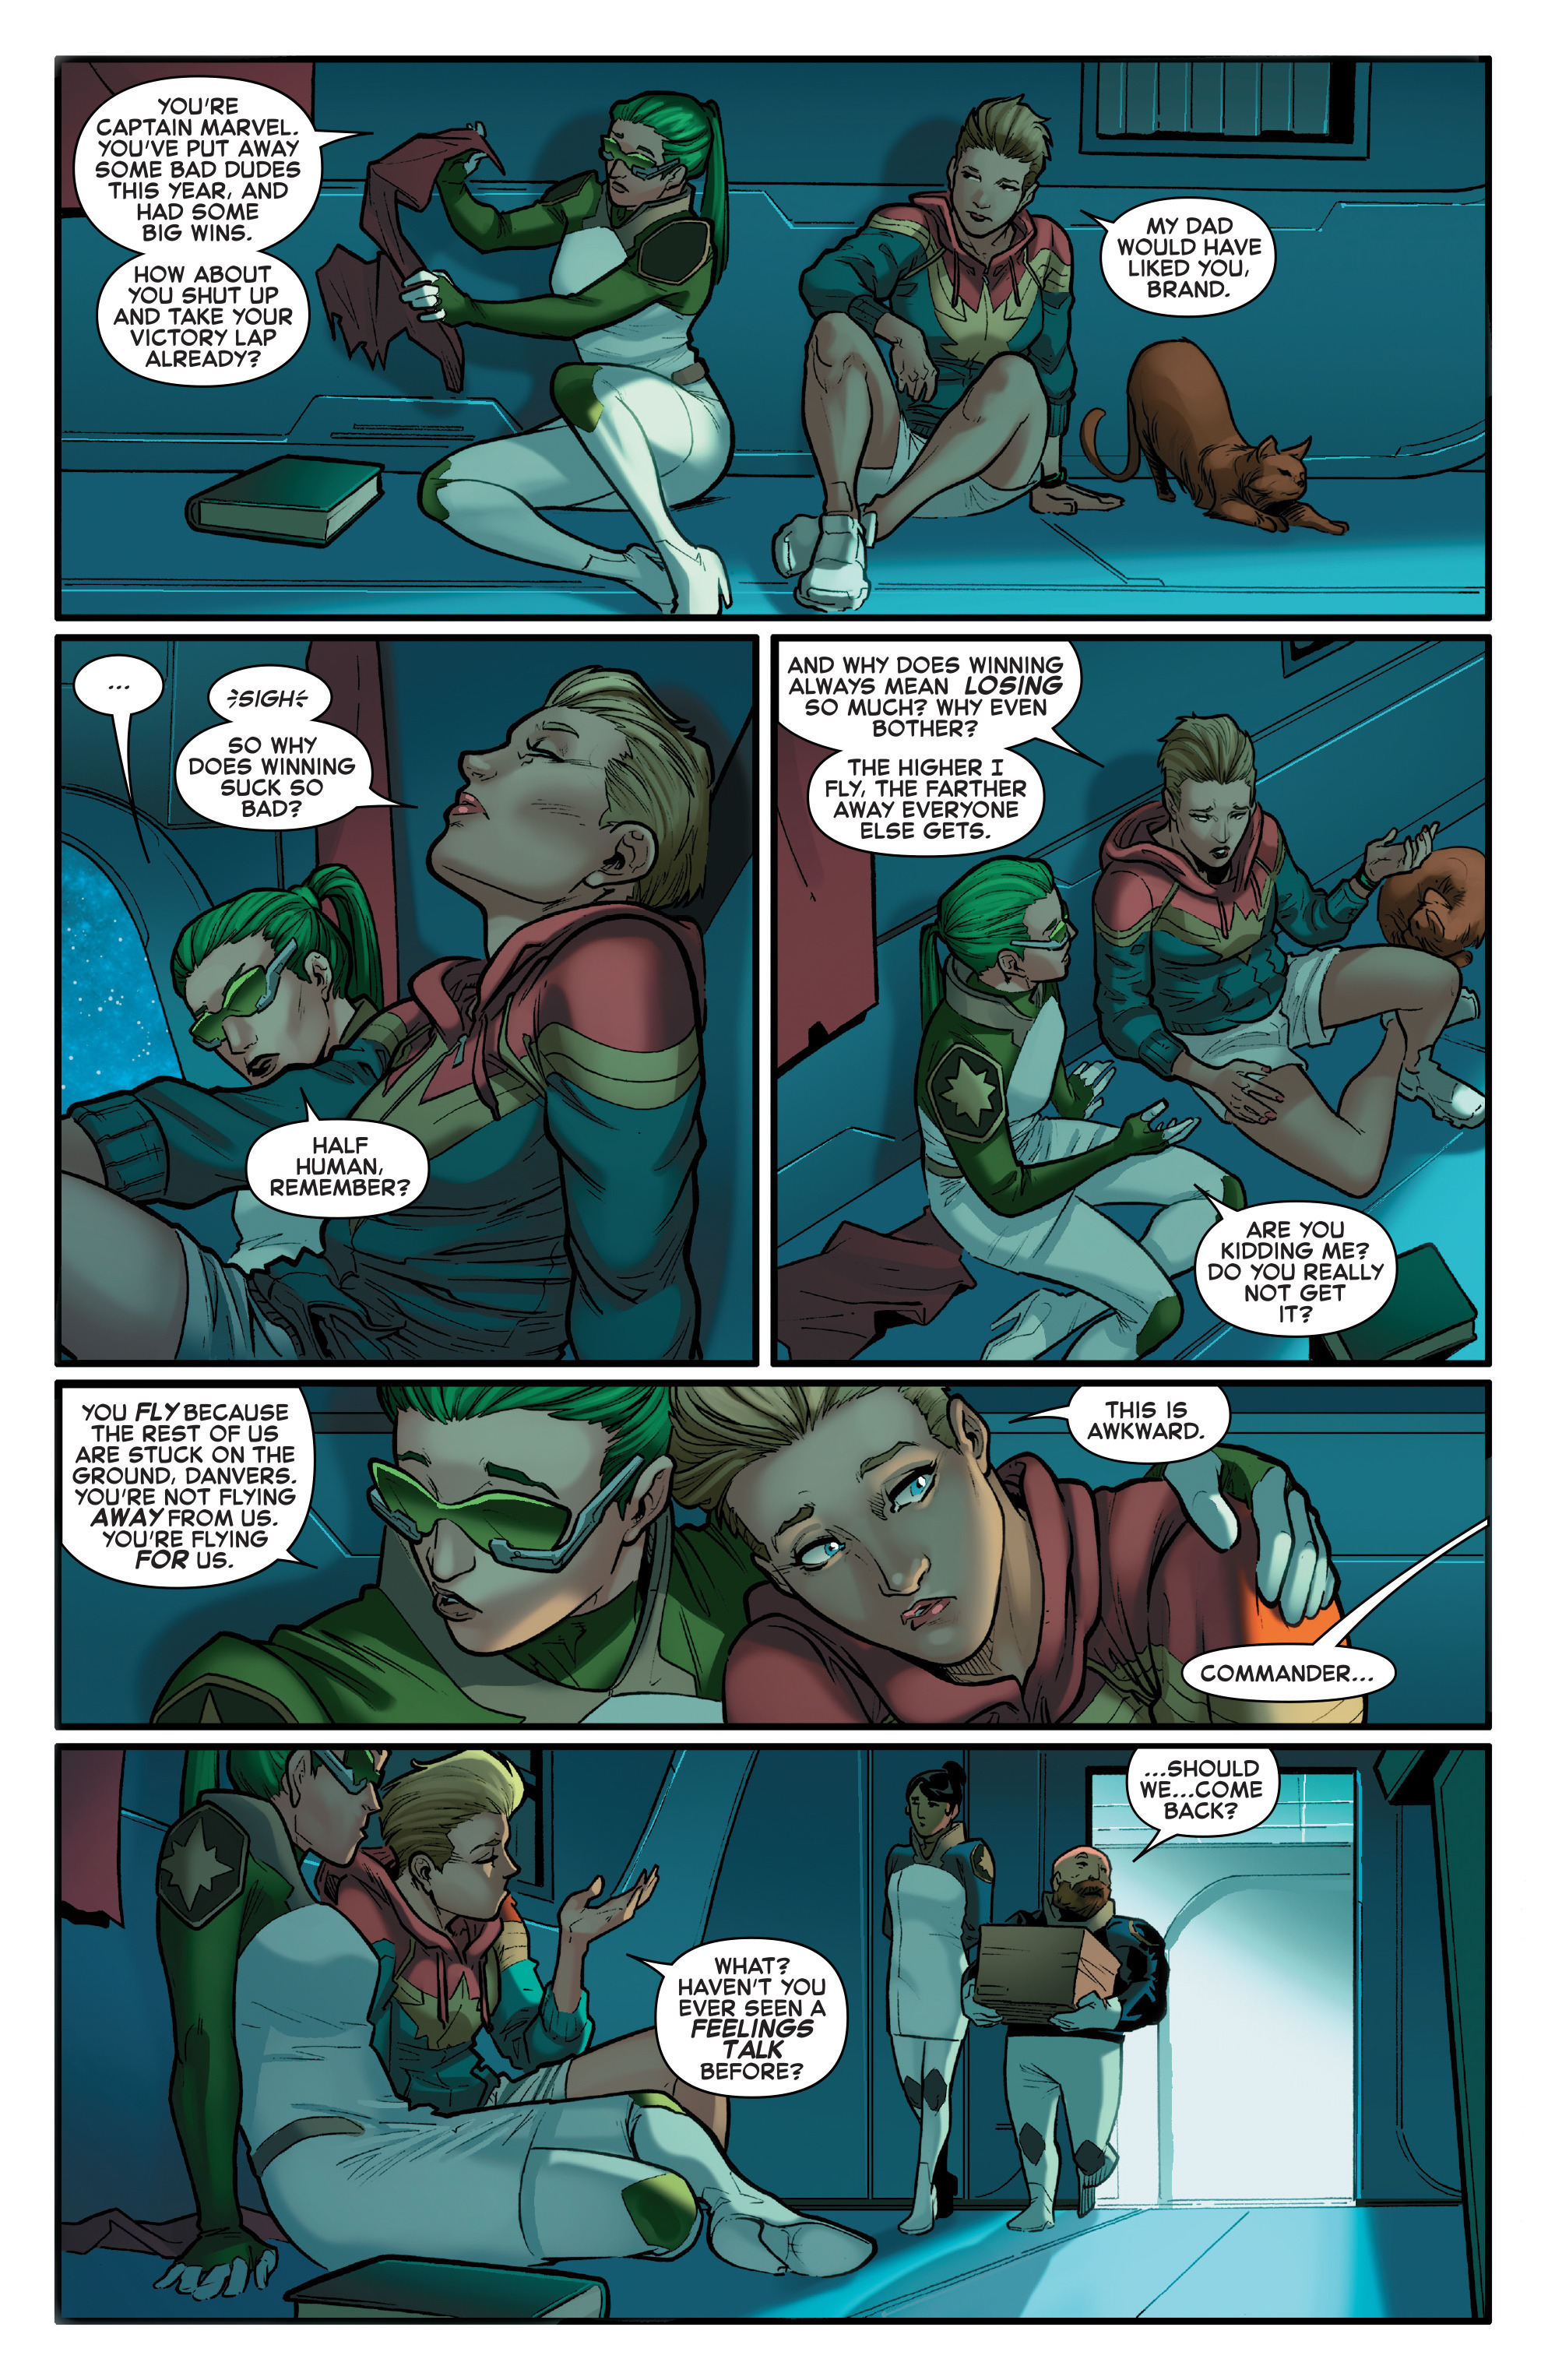 YOU'RE
CAPTAIN MARVEL.
YOU'VE PUT AWAY
SOME BAD DUDES
THIS YEAR, AND
HAD SOME
BIG WINS.
HOW ABOUT
YOU SHUT UP
AND TAKE YOUR
VICTORY LAP
ALREADY?
MY DAD
WOULD HAVE
LIKED YOU,
BRAND.
...
SIGH
SO WHY
DOES WINNING
SUCK SO
BAD?
HALF
HUMAN,
REMEMBER?
AND WHY DOES WINNING
ALWAYS MEAN LOSING
SO MUCH? WHY EVEN
BOTHER?
THE HIGHER I
FLY, THE FARTHER
AWAY EVERYONE
ELSE GETS.
ARE YOU
KIDDING ME?
DO YOU REALLY
NOT GET
IT?
YOU FLY BECAUSE
THE REST OF US
ARE STUCK ON THE
GROUND, DANVERS.
YOU'RE NOT FLYING
AWAY FROM US.
YOU'RE FLYING
FOR US.
THIS IS
AWKWARD.
COMMANDER...
...SHOULD
WE...COME
BACK?
WHAT?
HAVEN'T YOU
EVER SEEN A
FEELINGS
TALK
BEFORE?